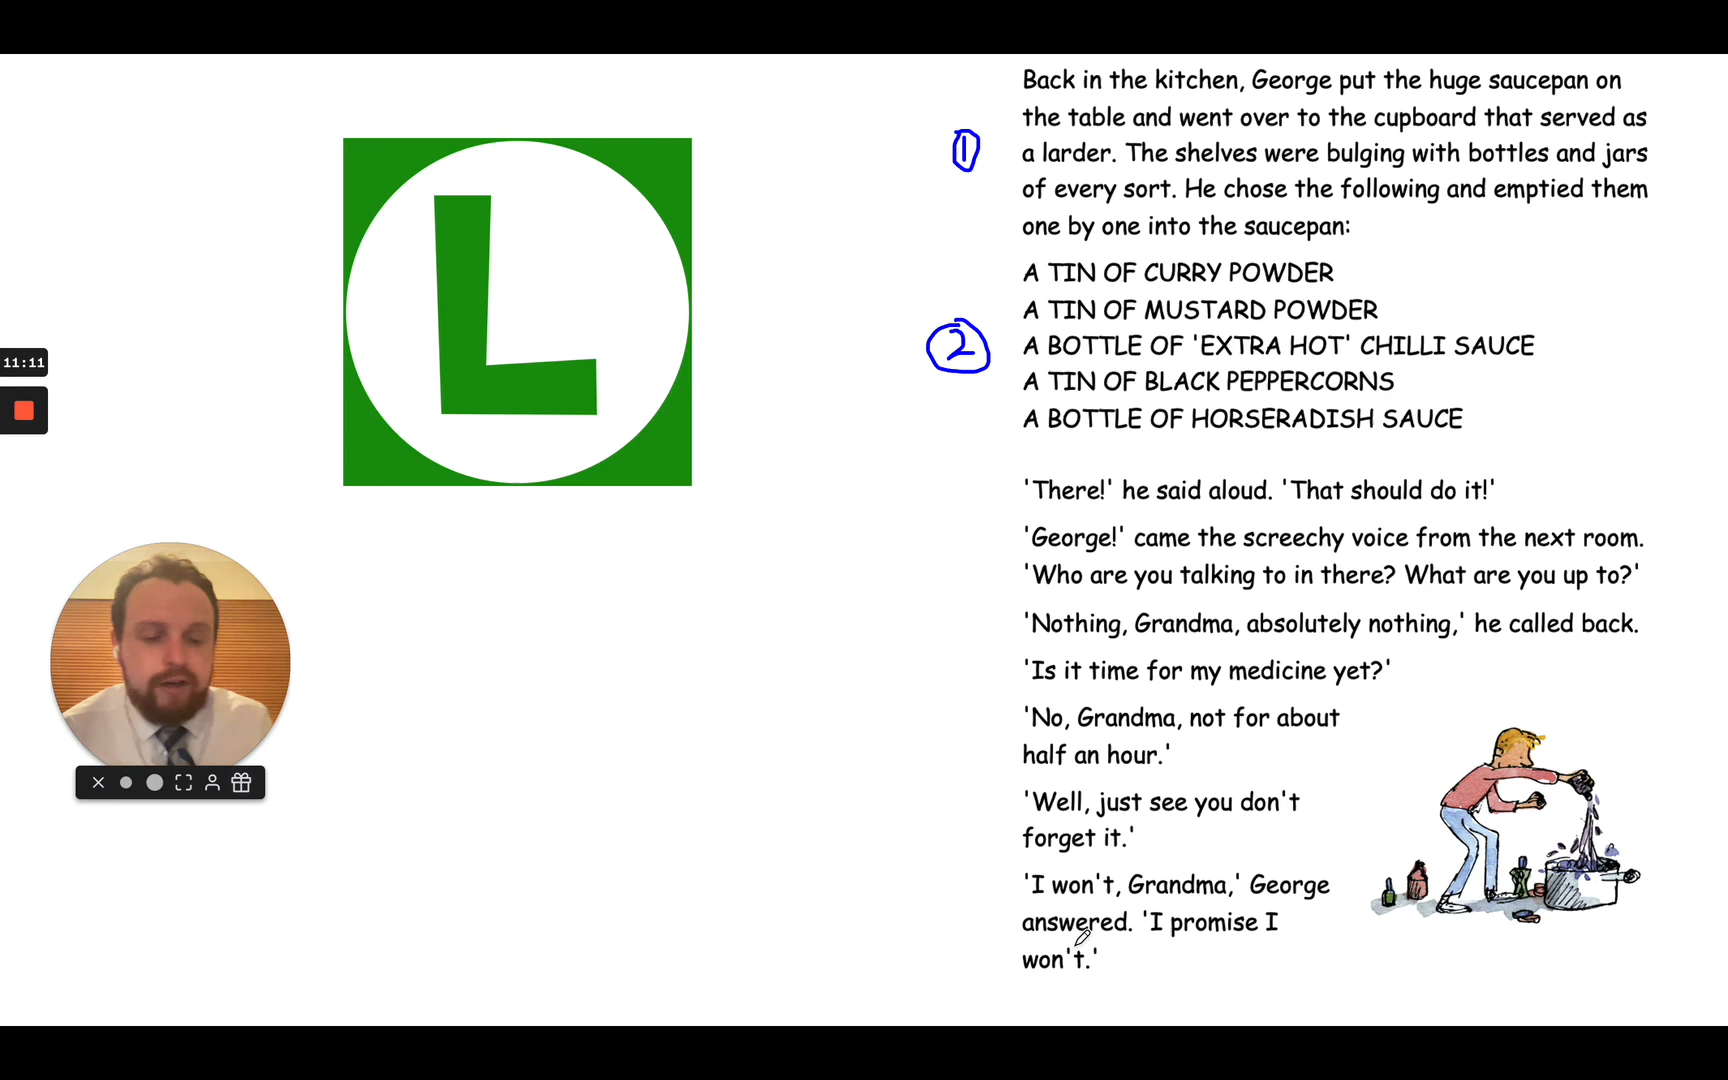 Back in the kitchen, George put the huge saucepan on
the table and went over to the cupboard that served as
1
a larder. The shelves were bulging with bottles and jars
of every sort. He chose the following and emptied them
one by one into the saucepan:
A TIN OF CURRY POWDER
A TIN OF MUSTARD POWDER
2
A BOTTLE OF 'EXTRA HOT' CHILLI SAUCE
A TIN OF BLACK PEPPERCORNS
A BOTTLE OF HORSERADISH SAUCE
'There!' he said aloud. 'That should do it!'
'George!' came the screechy voice from the next room.
'Who are you talking to in there? What are you up to?'
'Nothing, Grandma, absolutely nothing,' he called back.
'Is it time for my medicine yet?'
'No, Grandma, not for about
half an hour.'
'Well, just see you don't
forget it.'
'I won't, Grandma,' George
answered. 'I promise I
won't.'
L
11:11